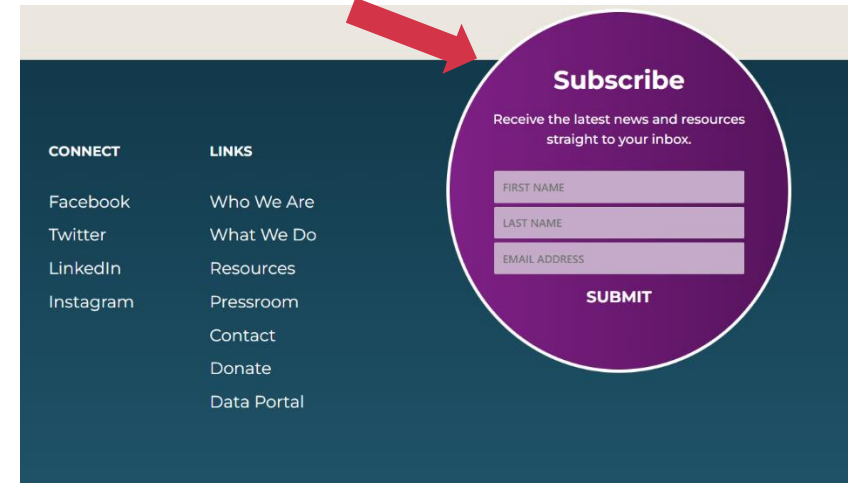 CONNECT
Facebook
Twitter
LinkedIn
Instagram
LINKS
Who We Are
What We Do
Resources
Pressroom
Contact
Donate
Data Portal
Subscribe
Receive the latest news and resources
straight to your inbox.
FIRST NAME
LAST NAME
EMAIL ADDRESS
SUBMIT